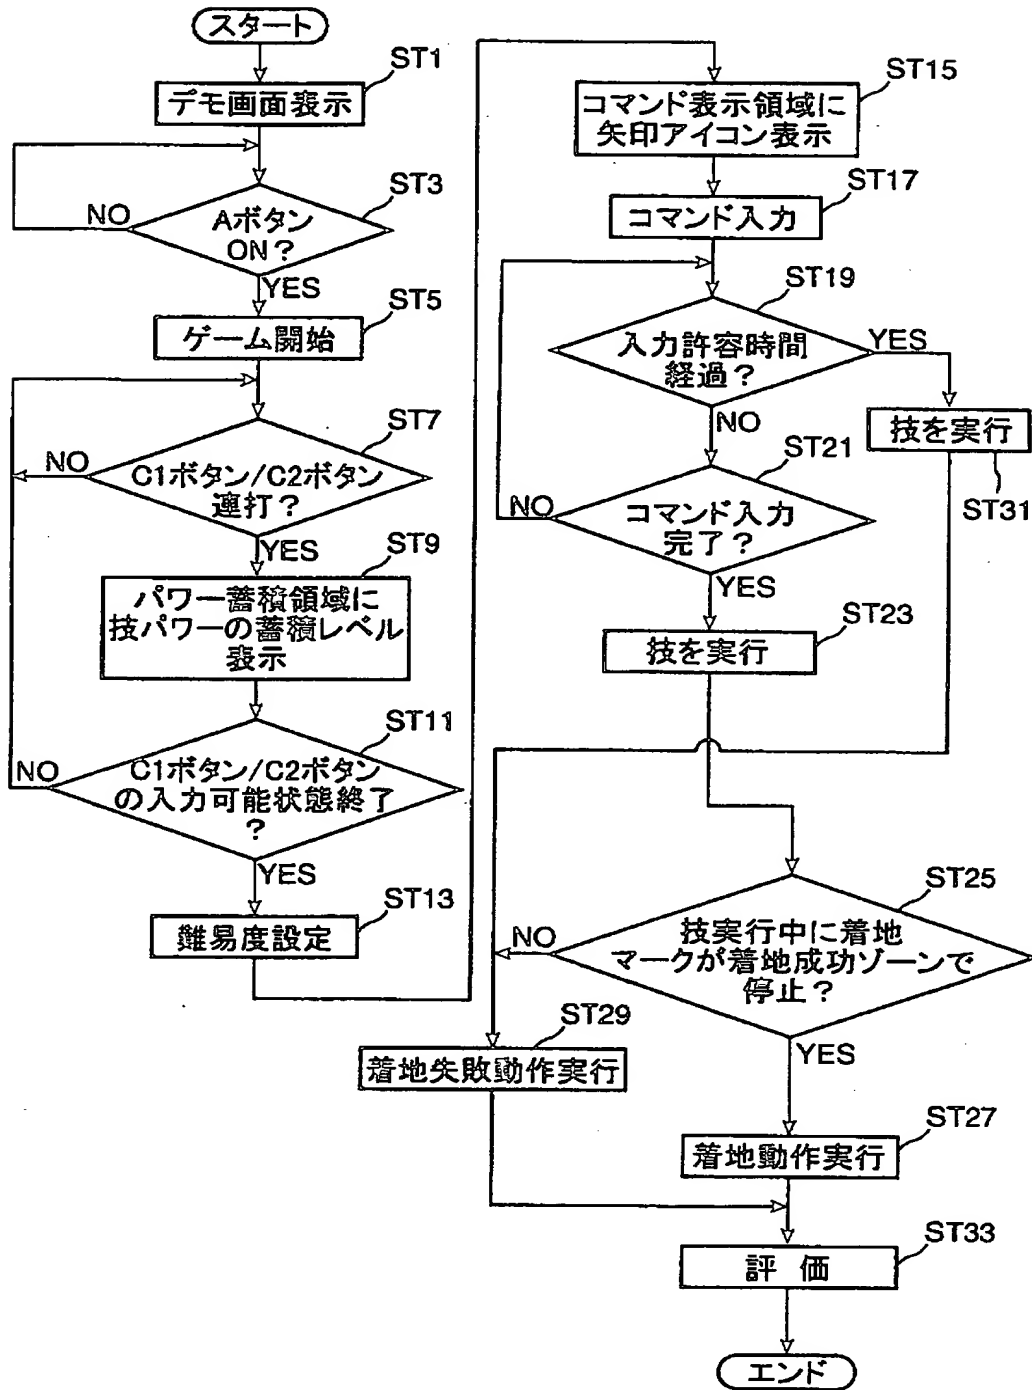 スタート
ST1
デモ画面表示
ST3
NO
Aボタン
ON?
YES
ST5
ゲーム開始
ST7
NO
C1ボタン/C2ボタン
連打?
YES
ST9
パワー蓄積領域に
技パワーの蓄積レベル
表示
ST11
NO
C1ボタン/C2ボタン
の入力可能状態終了
?
YES
ST13
難易度設定
ST15
コマンド表示領域に
矢印アイコン表示
ST17
コマンド入力
ST19
入力許容時間
経過?
YES
NO
技を実行
ST31
ST21
NO
コマンド入力
完了?
YES
ST23
技を実行
ST25
NO
技実行中に着地
マークが着地成功ゾーンで
停止?
YES
ST29
着地失敗動作実行
ST27
着地動作実行
ST33
評 価
エンド